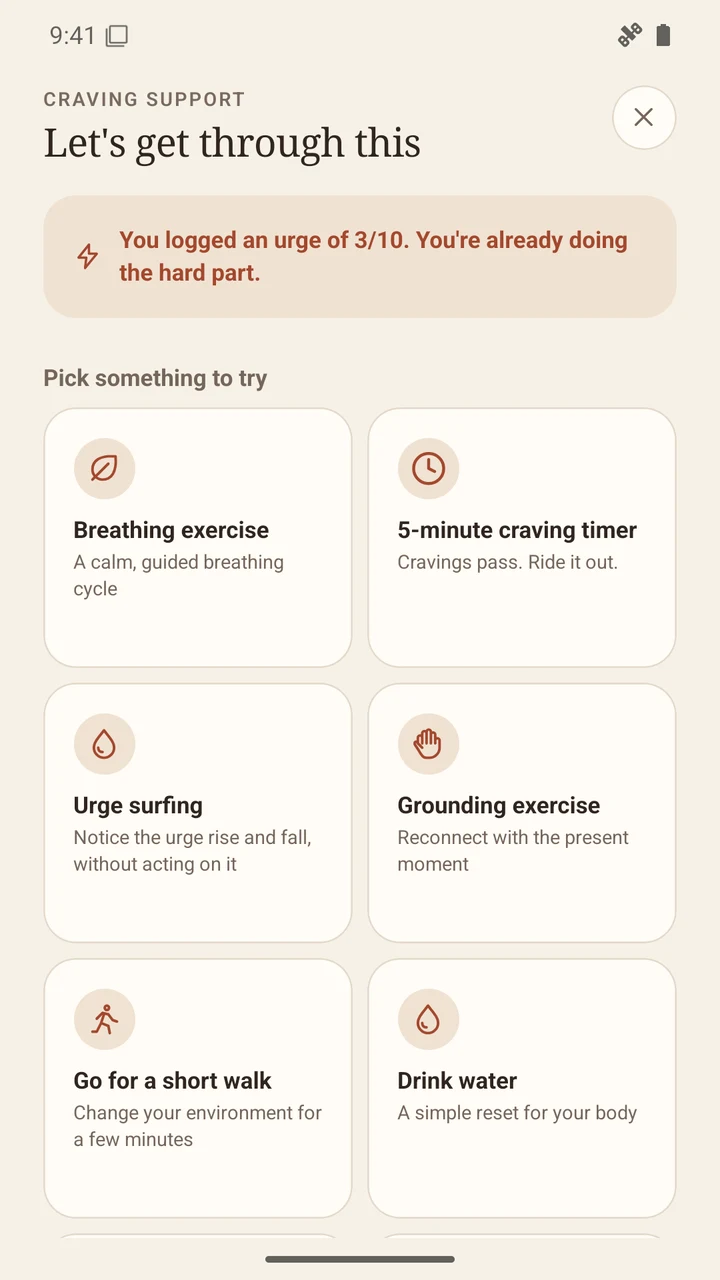 9:41
CRAVING SUPPORT
Let's get through this
You logged an urge of 3/10. You're already doing
the hard part.
Pick something to try
Breathing exercise
A calm, guided breathing
cycle
5-minute craving timer
Cravings pass. Ride it out.
Urge surfing
Notice the urge rise and fall,
without acting on it
Grounding exercise
Reconnect with the present
moment
Go for a short walk
Change your environment for
a few minutes
Drink water
A simple reset for your body